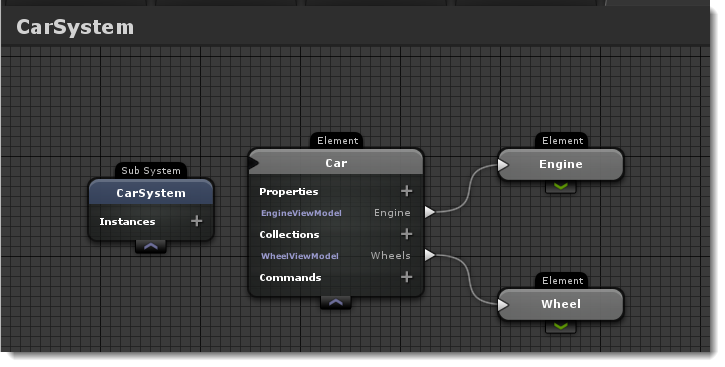 CarSystem
Sub System
CarSystem
Instances
Element
Car
Properties
EngineViewModel Engine
Collections
WheelViewModel Wheels
Commands
Element
Engine
Element
Wheel